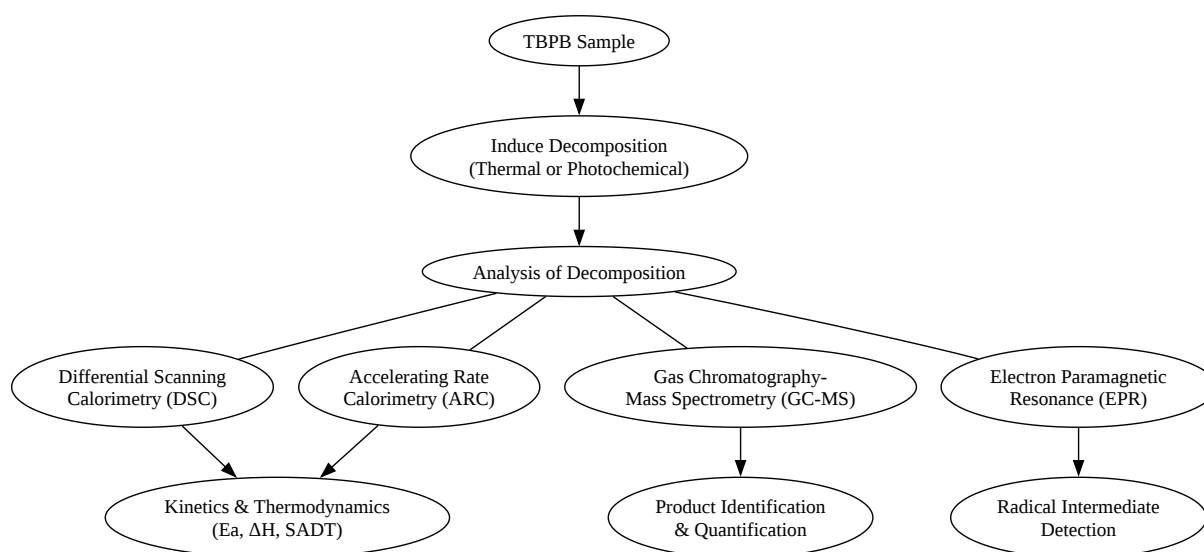 TBPB Sample
Induce Decomposition
(Thermal or Photochemical)
Analysis of Decomposition
Differential Scanning
Calorimetry (DSC)
Accelerating Rate
Calorimetry (ARC)
Gas Chromatography-
Mass Spectrometry (GC-MS)
Electron Paramagnetic
Resonance (EPR)
Kinetics & Thermodynamics
(Ea, ΔH, SADT)
Product Identification
& Quantification
Radical Intermediate
Detection